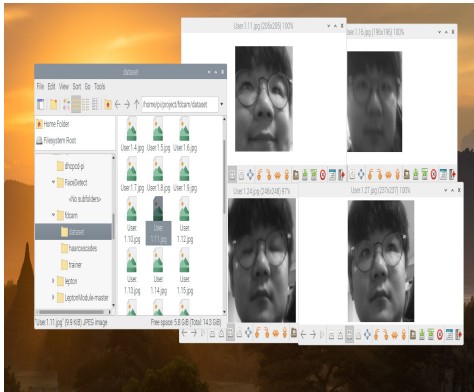 User.1.11.jpg (205x205) 100%
User.1.16.jpg (196x196) 100%
dataset
File Edit View Sort Go Tools
/home/pi/project/fdcam/dataset
Home Folder
Filesystem Root
dhcpcd-pi
FaceDetect
<No subfolders>
fdcam
dataset
haarcascades
trainer
lepton
LeptonModule-master
User.1.4.jpg User.1.5.jpg User.1.6.jpg
User.1.7.jpg User.1.8.jpg User.1.9.jpg
User.
1.10.jpg
User.
1.11.jpg
User.
1.12.jpg
User.
1.13.jpg
User.
1.14.jpg
User.
1.15.jpg
"User.1.11.jpg" (9.9 KiB) JPEG image
Free space: 5.8 GiB (Total: 14.3 GiB)
User.1.24.jpg (248x248) 97%
User.1.27.jpg (237x237) 100%